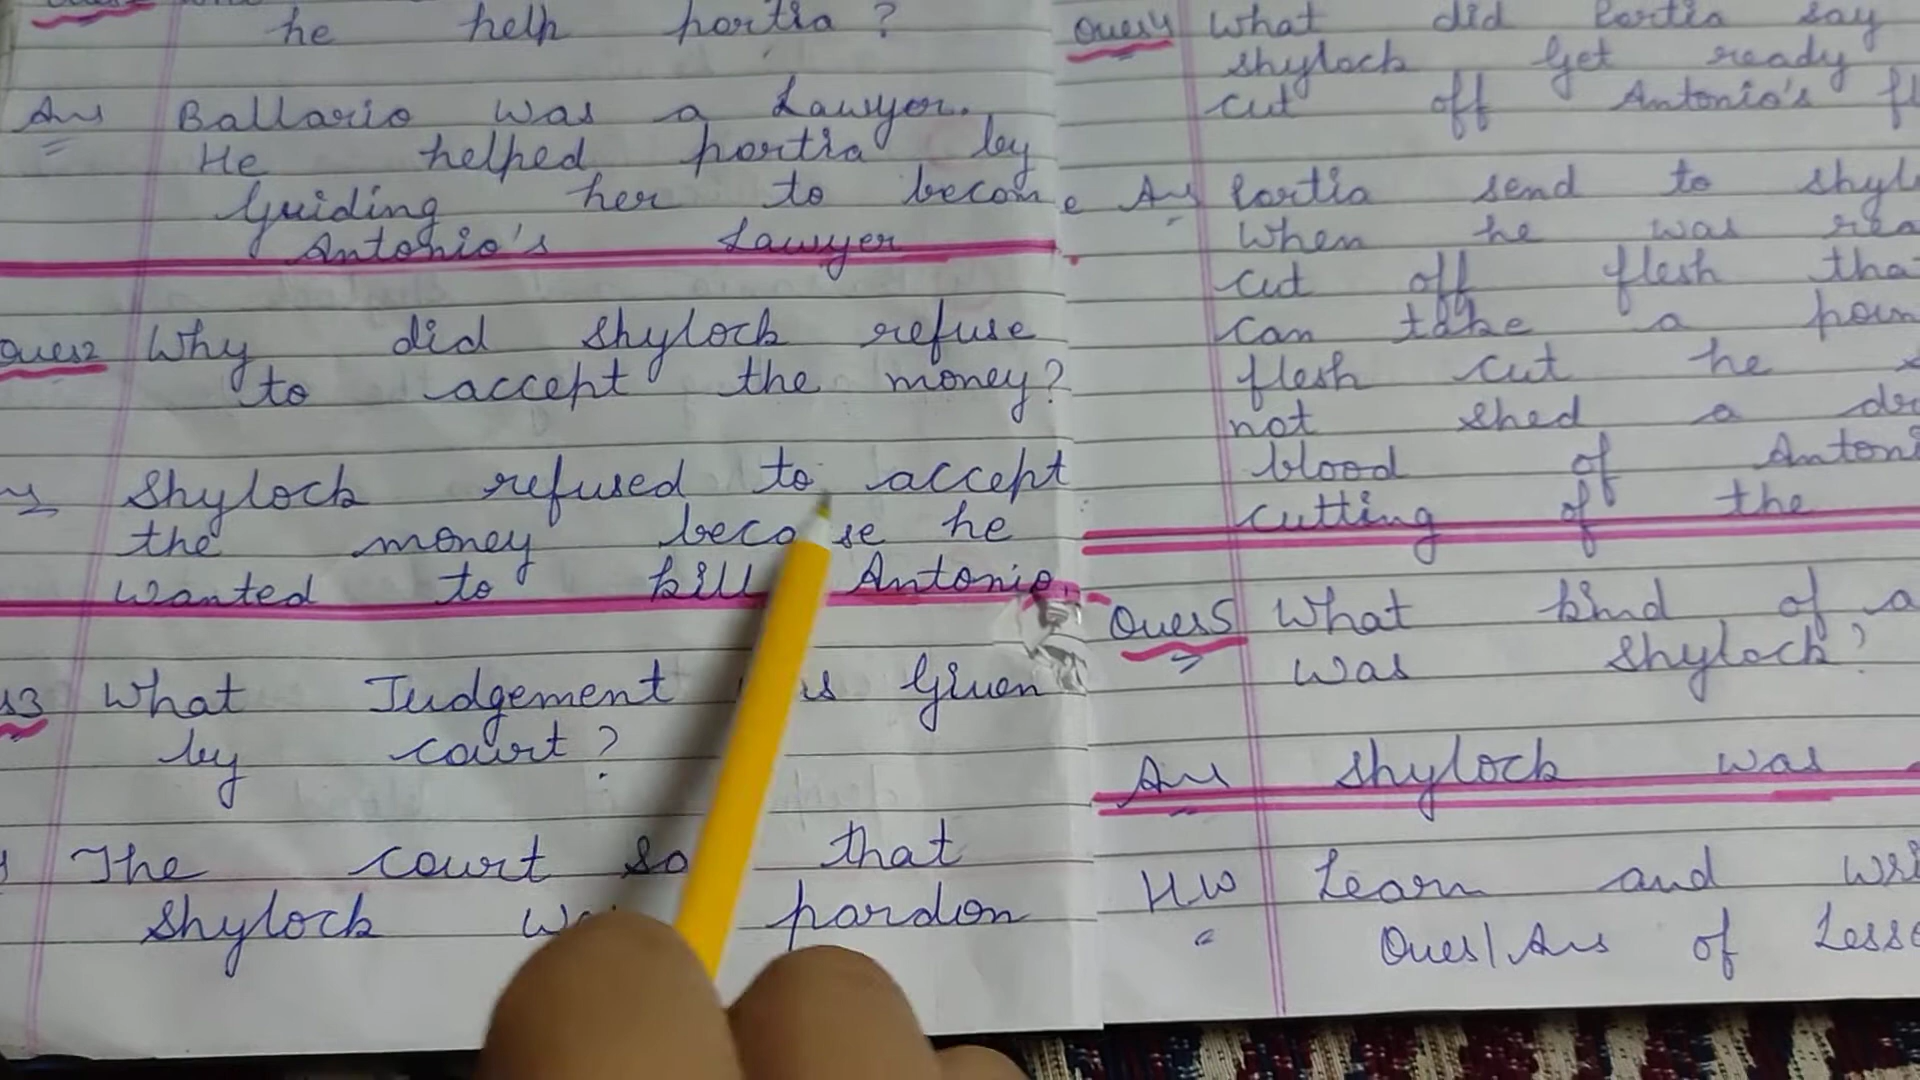 he help portia?
Ans Ballario was a Lawyer.
He helped portia by
Guiding her to become
Antonio's Lawyer
Ques2 Why did Shylock refuse
to accept the money?
Shylock refused to accept
the money
he
wanted to kill Antonio.
What Judgement Given
by court?
The court that
Shylock pardon
Ques4 What did Portia say
Shylock Get ready
cut off Antonio's
Ans Portia send to
When he was
cut off flesh
can take a
flesh cut he
not shed a
blood of
cutting of the
Ques5 What kind of a
was Shylock?
Ans Shylock was
HW Learn and
Ques/Ans of